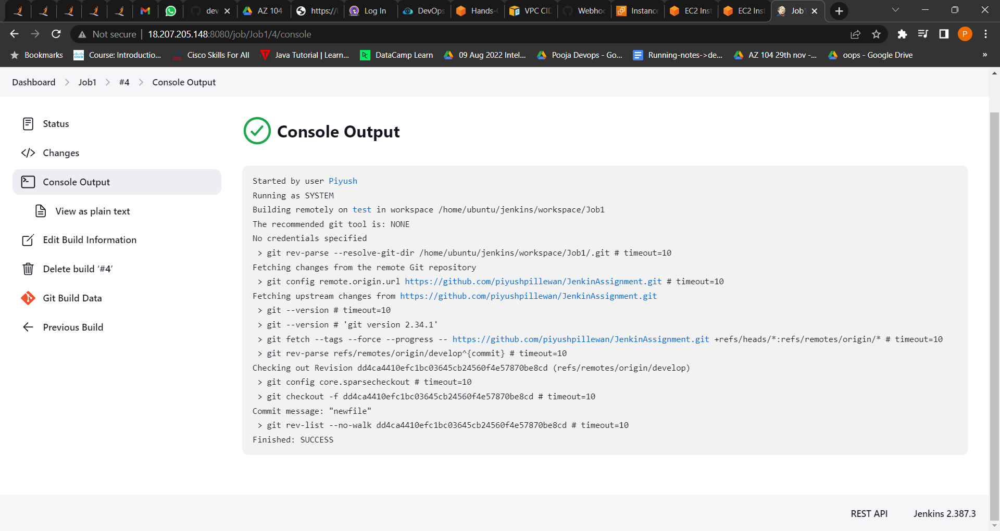 dev
AZ 104
https://
Log In
DevOps
Hands-
VPC CID
Webhoo
Instance
EC2 Inst
EC2 Inst
Job1
Not secure
18.207.205.148:8080/job/Job1/4/console
P
Bookmarks
Course: Introductio...
Cisco Skills For All
Java Tutorial | Learn...
DataCamp Learn
09 Aug 2022 Intel...
Pooja Devops - Go...
Running-notes->de...
AZ 104 29th nov -...
oops - Google Drive
»
Dashboard > Job1 > #4 > Console Output
Status
Changes
Console Output
View as plain text
Edit Build Information
Delete build ‘#4’
Git Build Data
Previous Build
Console Output
Started by user Piyush
Running as SYSTEM
Building remotely on test in workspace /home/ubuntu/jenkins/workspace/Job1
The recommended git tool is: NONE
No credentials specified
> git rev-parse --resolve-git-dir /home/ubuntu/jenkins/workspace/Job1/.git # timeout=10
Fetching changes from the remote Git repository
> git config remote.origin.url https://github.com/piyushpillewan/JenkinAssignment.git # timeout=10
Fetching upstream changes from https://github.com/piyushpillewan/JenkinAssignment.git
> git --version # timeout=10
> git --version # 'git version 2.34.1'
> git fetch --tags --force --progress -- https://github.com/piyushpillewan/JenkinAssignment.git +refs/heads/*:refs/remotes/origin/* # timeout=10
> git rev-parse refs/remotes/origin/develop^{commit} # timeout=10
Checking out Revision dd4ca4410efc1bc03645cb24560f4e57870be8cd (refs/remotes/origin/develop)
> git config core.sparsecheckout # timeout=10
> git checkout -f dd4ca4410efc1bc03645cb24560f4e57870be8cd # timeout=10
Commit message: "newfile"
> git rev-list --no-walk dd4ca4410efc1bc03645cb24560f4e57870be8cd # timeout=10
Finished: SUCCESS
REST API
Jenkins 2.387.3